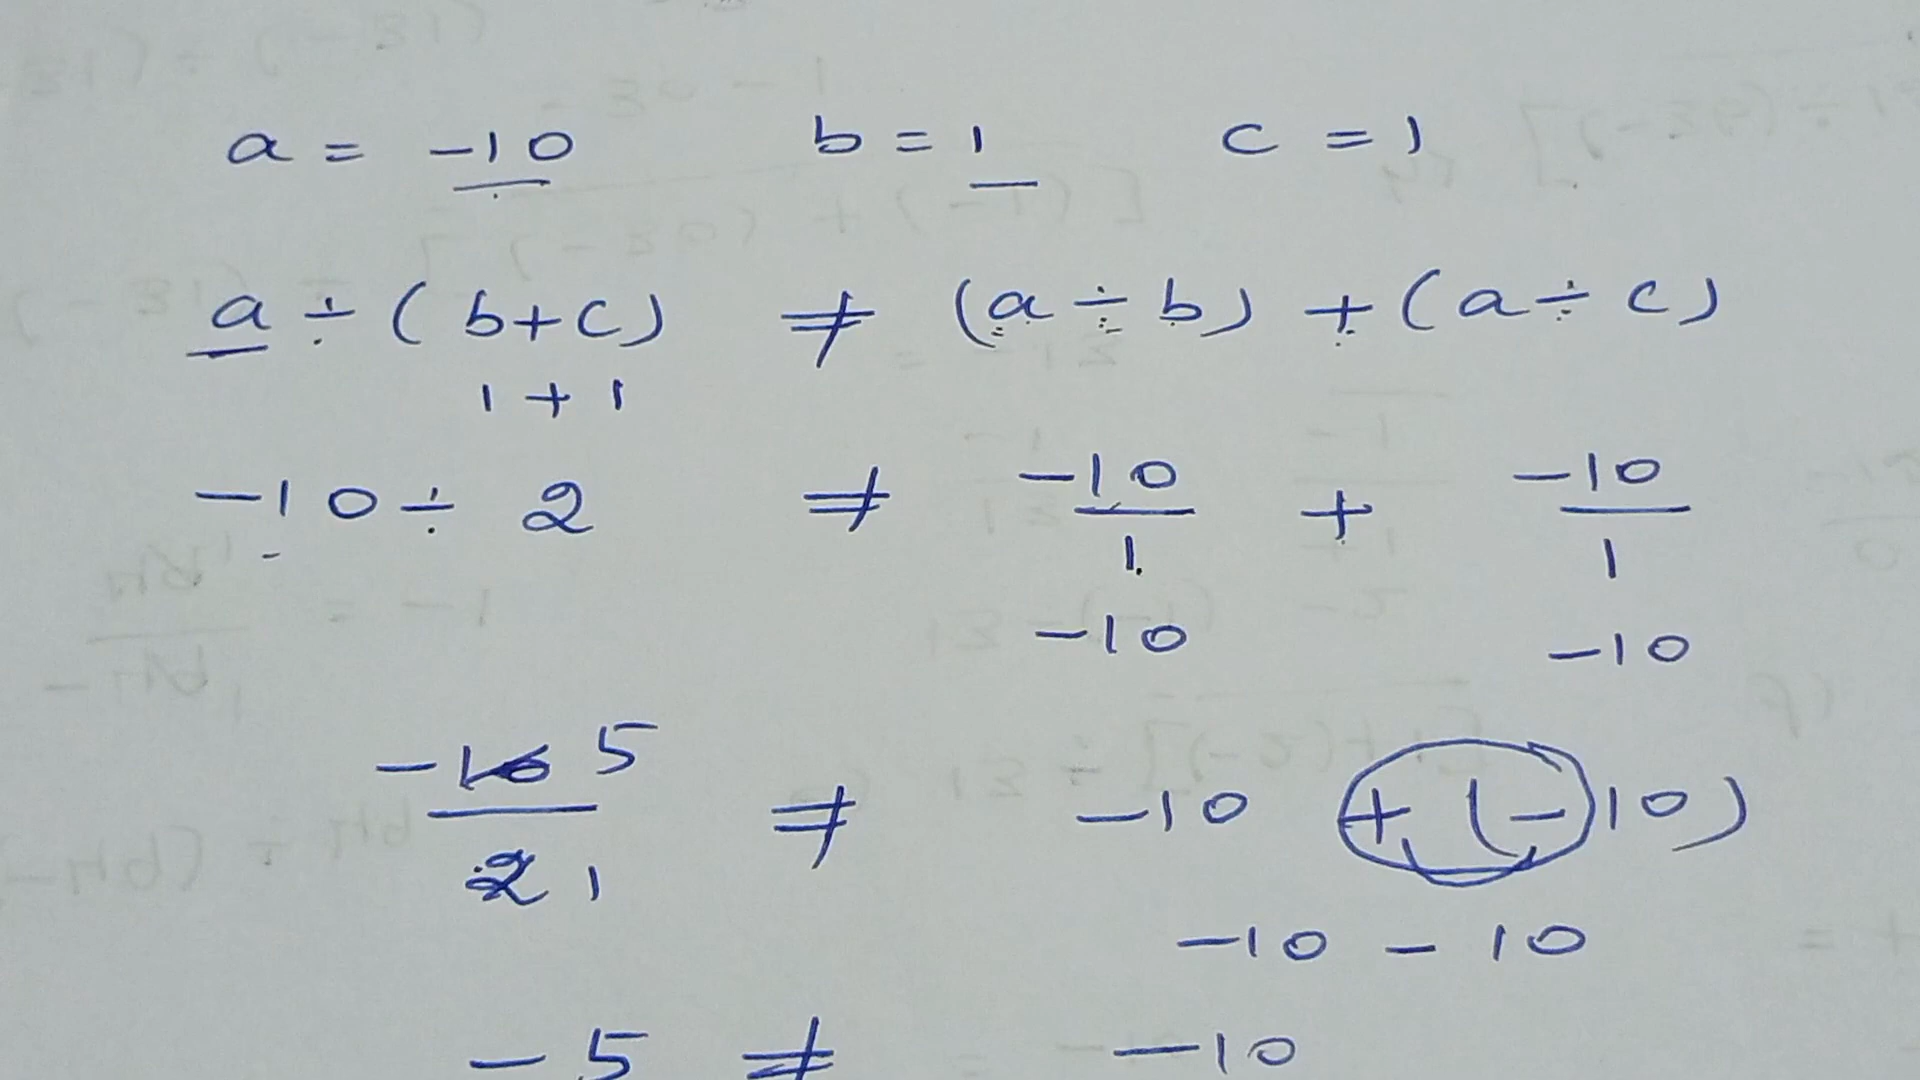 a = -10 b = 1 c = 1
a ÷ (b+c) ≠ (a ÷ b) + (a ÷ c)
1 + 1
-10 ÷ 2 ≠ -10/1 + -10/1
-10 -10
-10 5 / 2 1 ≠ -10 + (-10)
-10 - 10
-5 ≠ -10